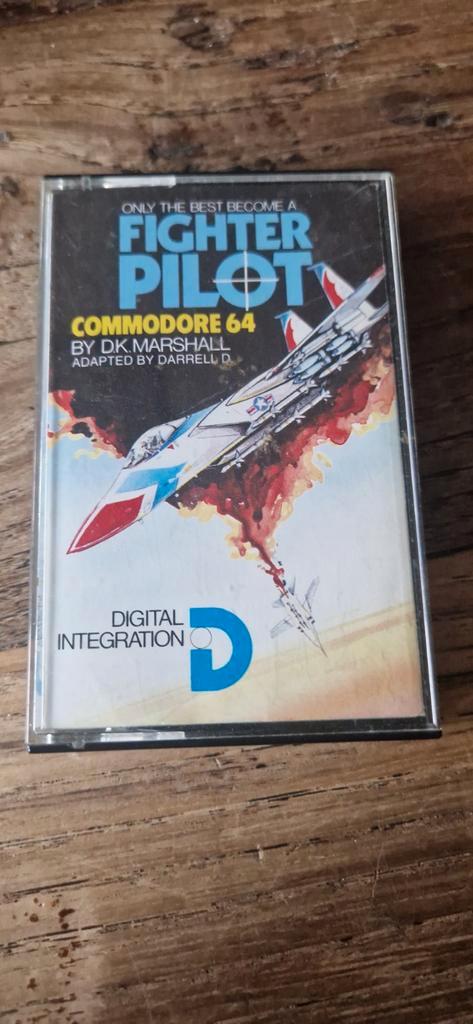 ONLY THE BEST BECOME A
FIGHTER
PILOT
COMMODORE 64
BY D.K.MARSHALL
ADAPTED BY DARRELL D.
DIGITAL
INTEGRATION